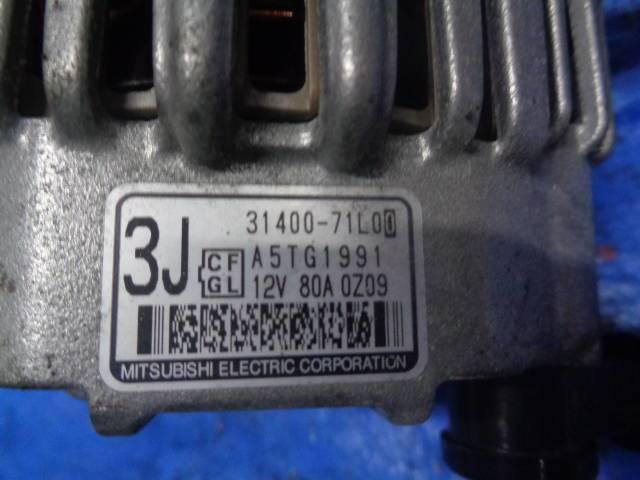 3J
31400-71L00
CF
GL
A5TG1991
12V 80A 0Z09
MITSUBISHI ELECTRIC CORPORATION